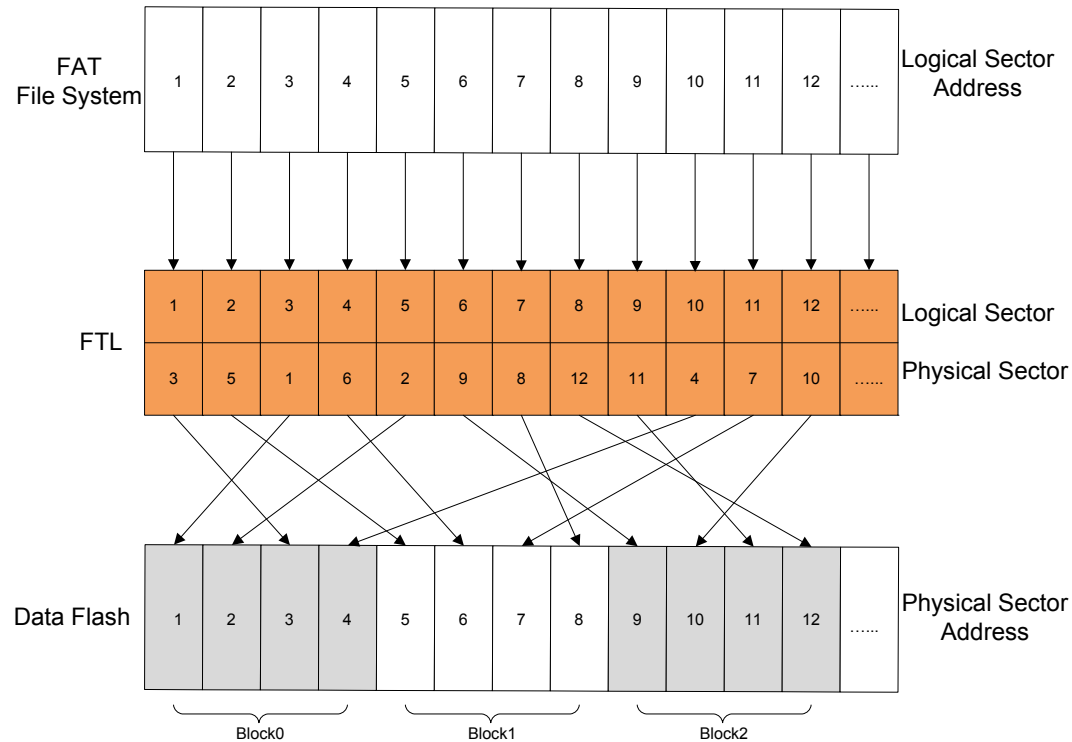 FAT
File System
1 2 3 4 5 6 7 8 9 10 11 12 …...
Logical Sector
Address
FTL
1 2 3 4 5 6 7 8 9 10 11 12 …...
Logical Sector
3 5 1 6 2 9 8 12 11 4 7 10 …...
Physical Sector
Data Flash
1 2 3 4 5 6 7 8 9 10 11 12 …...
Physical Sector
Address
Block0 Block1 Block2